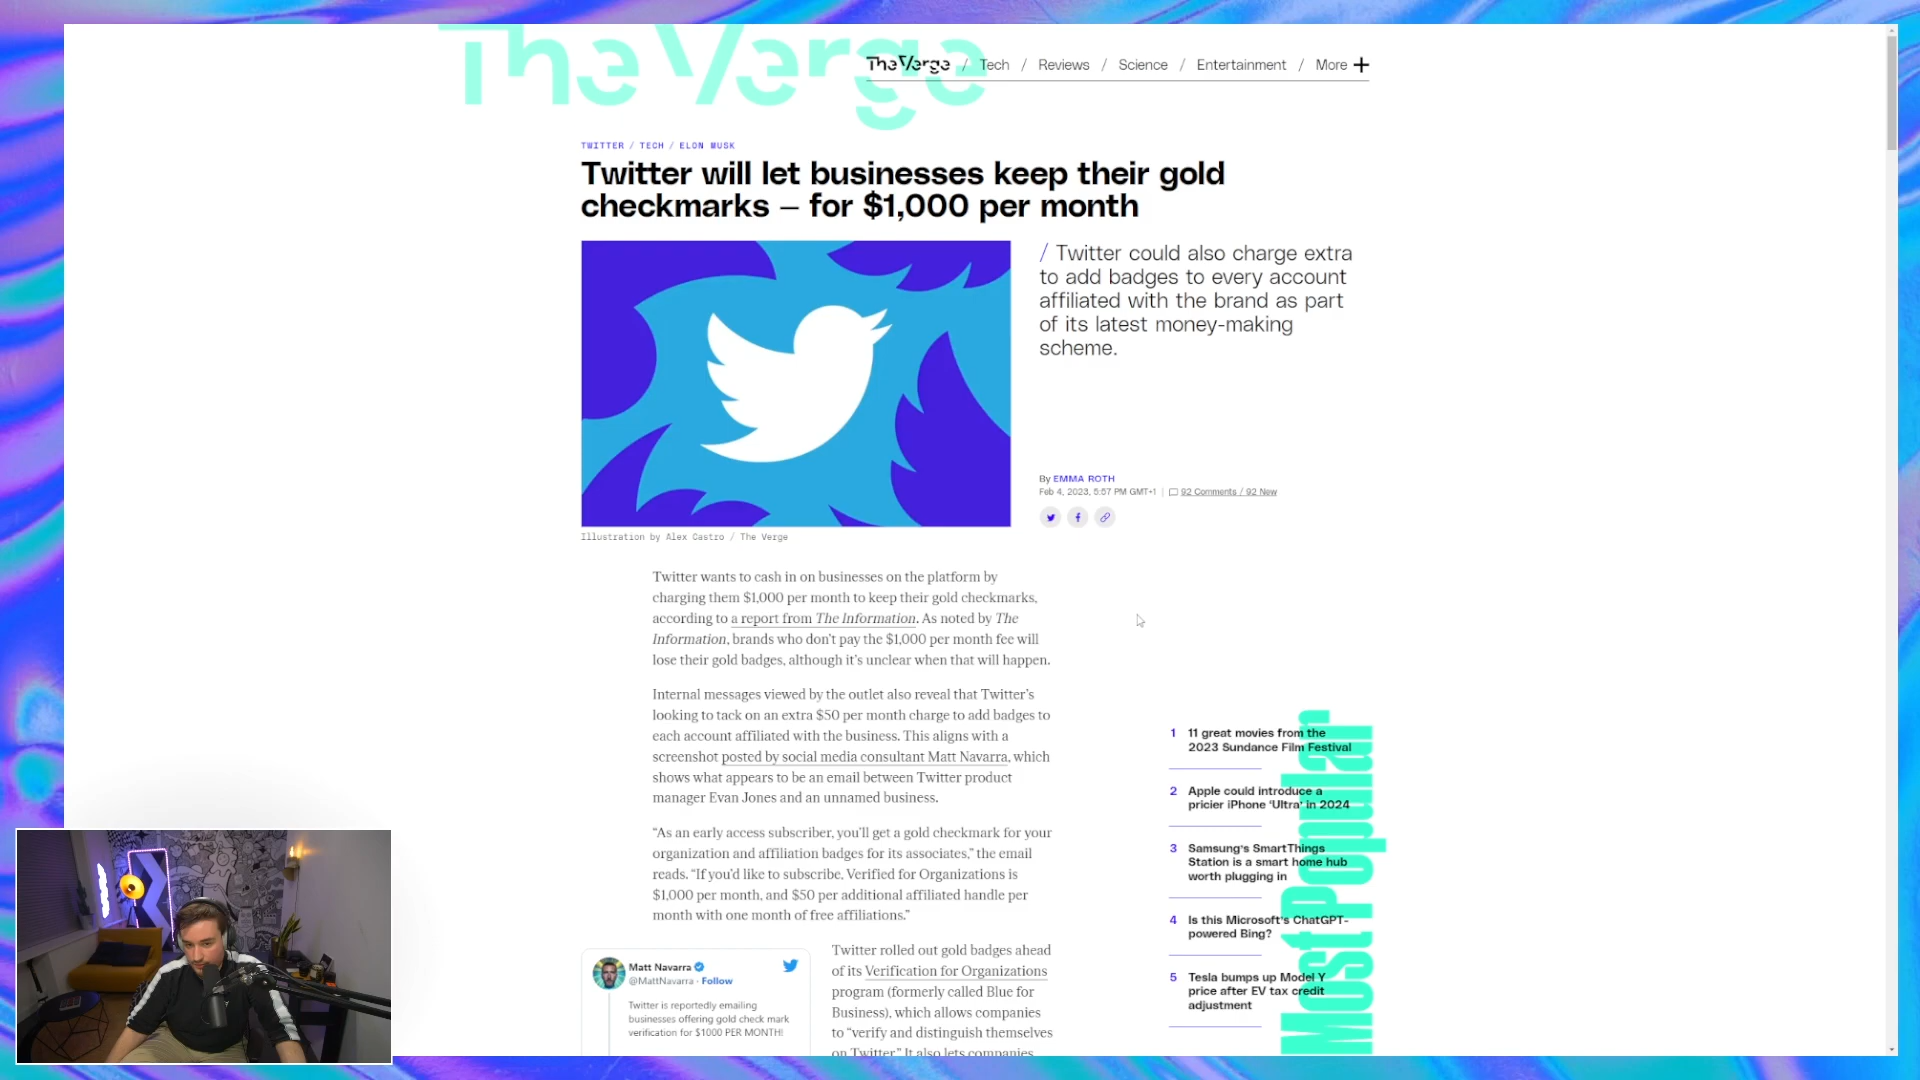 The Verge
The Verge / Tech / Reviews / Science / Entertainment / More +
TWITTER / TECH / ELON MUSK
Twitter will let businesses keep their gold
checkmarks – for $1,000 per month
/ Twitter could also charge extra
to add badges to every account
affiliated with the brand as part
of its latest money-making
scheme.
By EMMA ROTH
Feb 4, 2023, 5:57 PM GMT+1 | 92 Comments / 92 New
Illustration by Alex Castro / The Verge
Twitter wants to cash in on businesses on the platform by
charging them $1,000 per month to keep their gold checkmarks,
according to a report from The Information. As noted by The
Information, brands who don't pay the $1,000 per month fee will
lose their gold badges, although it's unclear when that will happen.
Internal messages viewed by the outlet also reveal that Twitter's
looking to tack on an extra $50 per month charge to add badges to
each account affiliated with the business. This aligns with a
screenshot posted by social media consultant Matt Navarra, which
shows what appears to be an email between Twitter product
manager Evan Jones and an unnamed business.
“As an early access subscriber, you'll get a gold checkmark for your
organization and affiliation badges for its associates,” the email
reads. “If you'd like to subscribe, Verified for Organizations is
$1,000 per month, and $50 per additional affiliated handle per
month with one month of free affiliations.”
Matt Navarra
@MattNavarra · Follow
Twitter is reportedly emailing
businesses offering gold check mark
verification for $1000 PER MONTH!
Twitter rolled out gold badges ahead
of its Verification for Organizations
program (formerly called Blue for
Business), which allows companies
to “verify and distinguish themselves
on Twitter.” It also lets companies
Most Popular
1 11 great movies from the
2023 Sundance Film Festival
2 Apple could introduce a
pricier iPhone ‘Ultra’ in 2024
3 Samsung's SmartThings
Station is a smart home hub
worth plugging in
4 Is this Microsoft's ChatGPT-
powered Bing?
5 Tesla bumps up Model Y
price after EV tax credit
adjustment